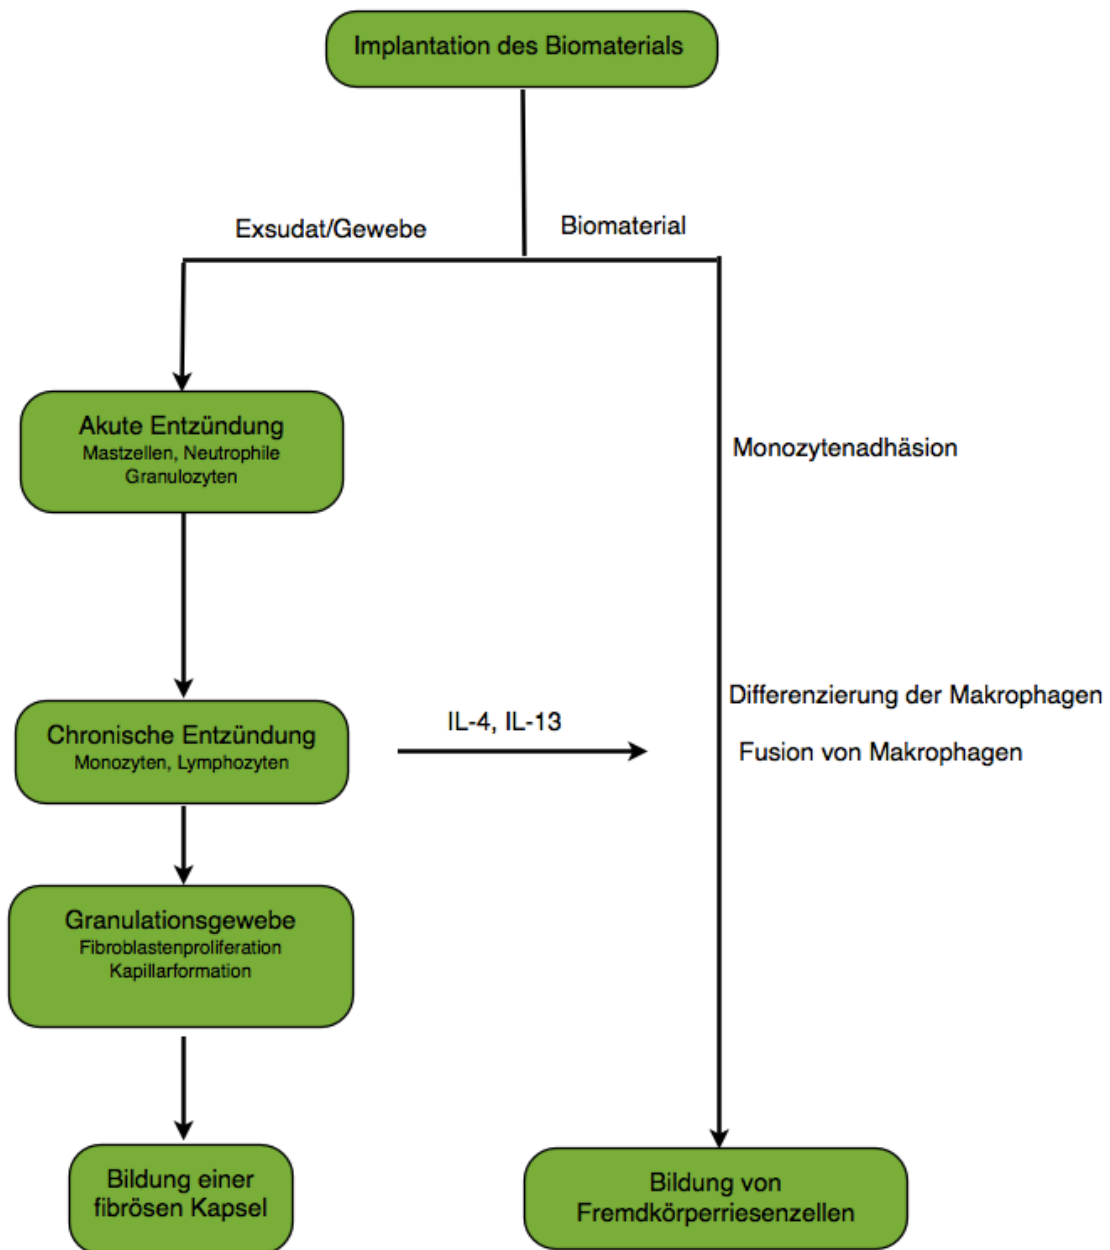 Implantation des Biomaterials
Exsudat/Gewebe
Biomaterial
Akute Entzündung
Mastzellen, Neutrophile
Granulozyten
Monozytenadhäsion
Chronische Entzündung
Monozyten, Lymphozyten
IL-4, IL-13
Differenzierung der Makrophagen
Fusion von Makrophagen
Granulationsgewebe
Fibroblastenproliferation
Kapillarformation
Bildung einer
fibrösen Kapsel
Bildung von
Fremdkörperriesenzellen